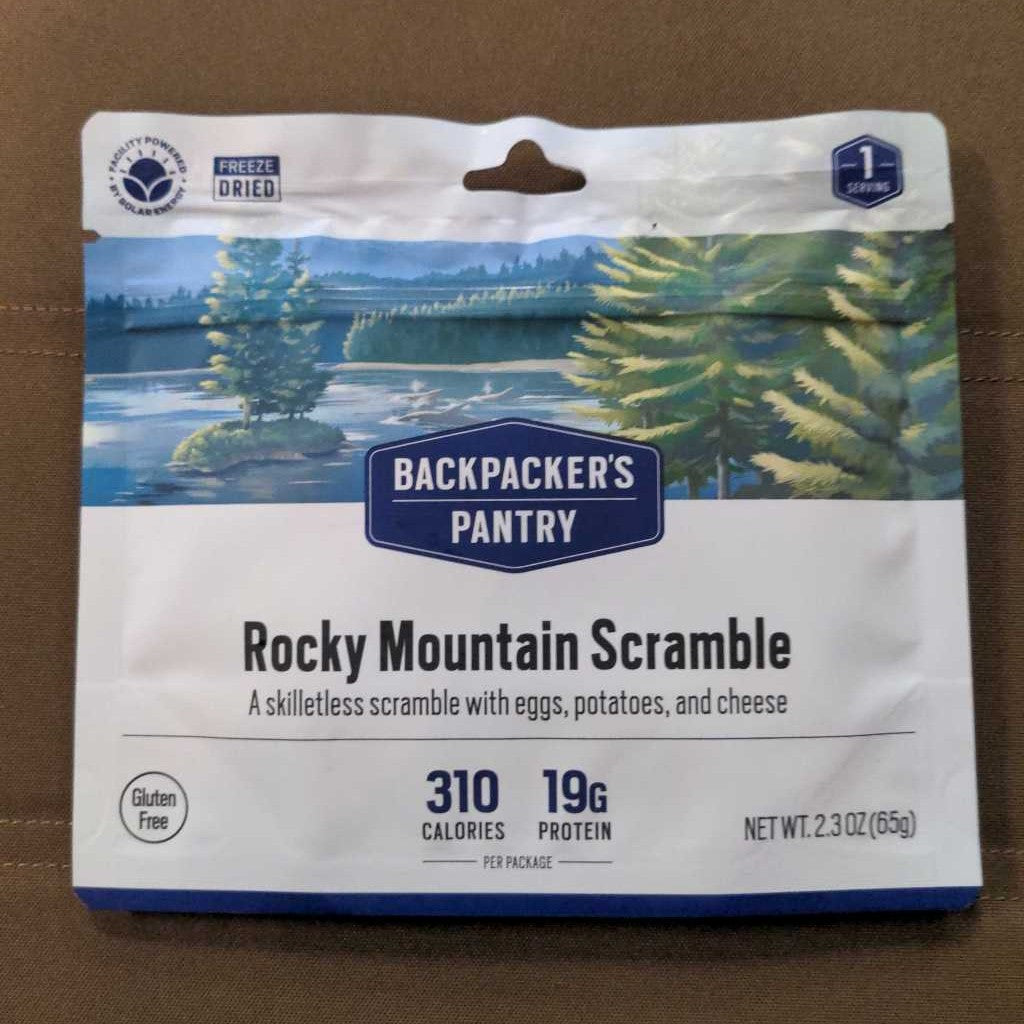 FACILITY POWERED
BY SOLAR ENERGY
FREEZE
DRIED
1
SERVING
BACKPACKER'S
PANTRY
Rocky Mountain Scramble
A skilletless scramble with eggs, potatoes, and cheese
Gluten
Free
310
CALORIES
19G
PROTEIN
PER PACKAGE
NET WT. 2.3 OZ (65g)